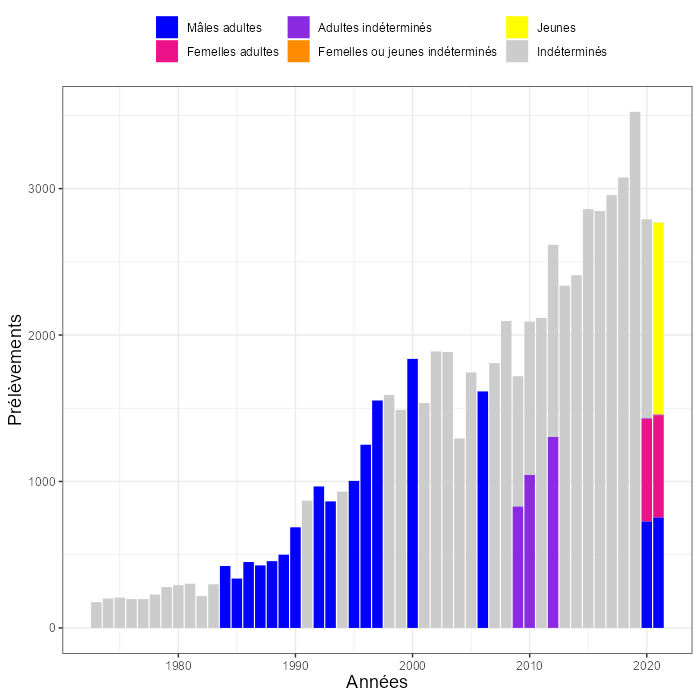 Mâles adultes
Adultes indéterminés
Jeunes
Femelles adultes
Femelles ou jeunes indéterminés
Indéterminés
3000
2000
1000
0
Prélèvements
1980
1990
2000
2010
2020
Années